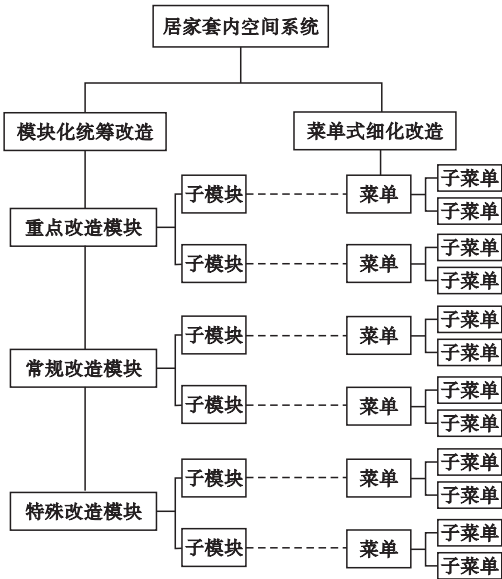 居家套内空间系统
模块化统筹改造
菜单式细化改造
重点改造模块
子模块
菜单
子菜单
子菜单
子模块
菜单
子菜单
子菜单
常规改造模块
子模块
菜单
子菜单
子菜单
子模块
菜单
子菜单
子菜单
特殊改造模块
子模块
菜单
子菜单
子菜单
子模块
菜单
子菜单
子菜单